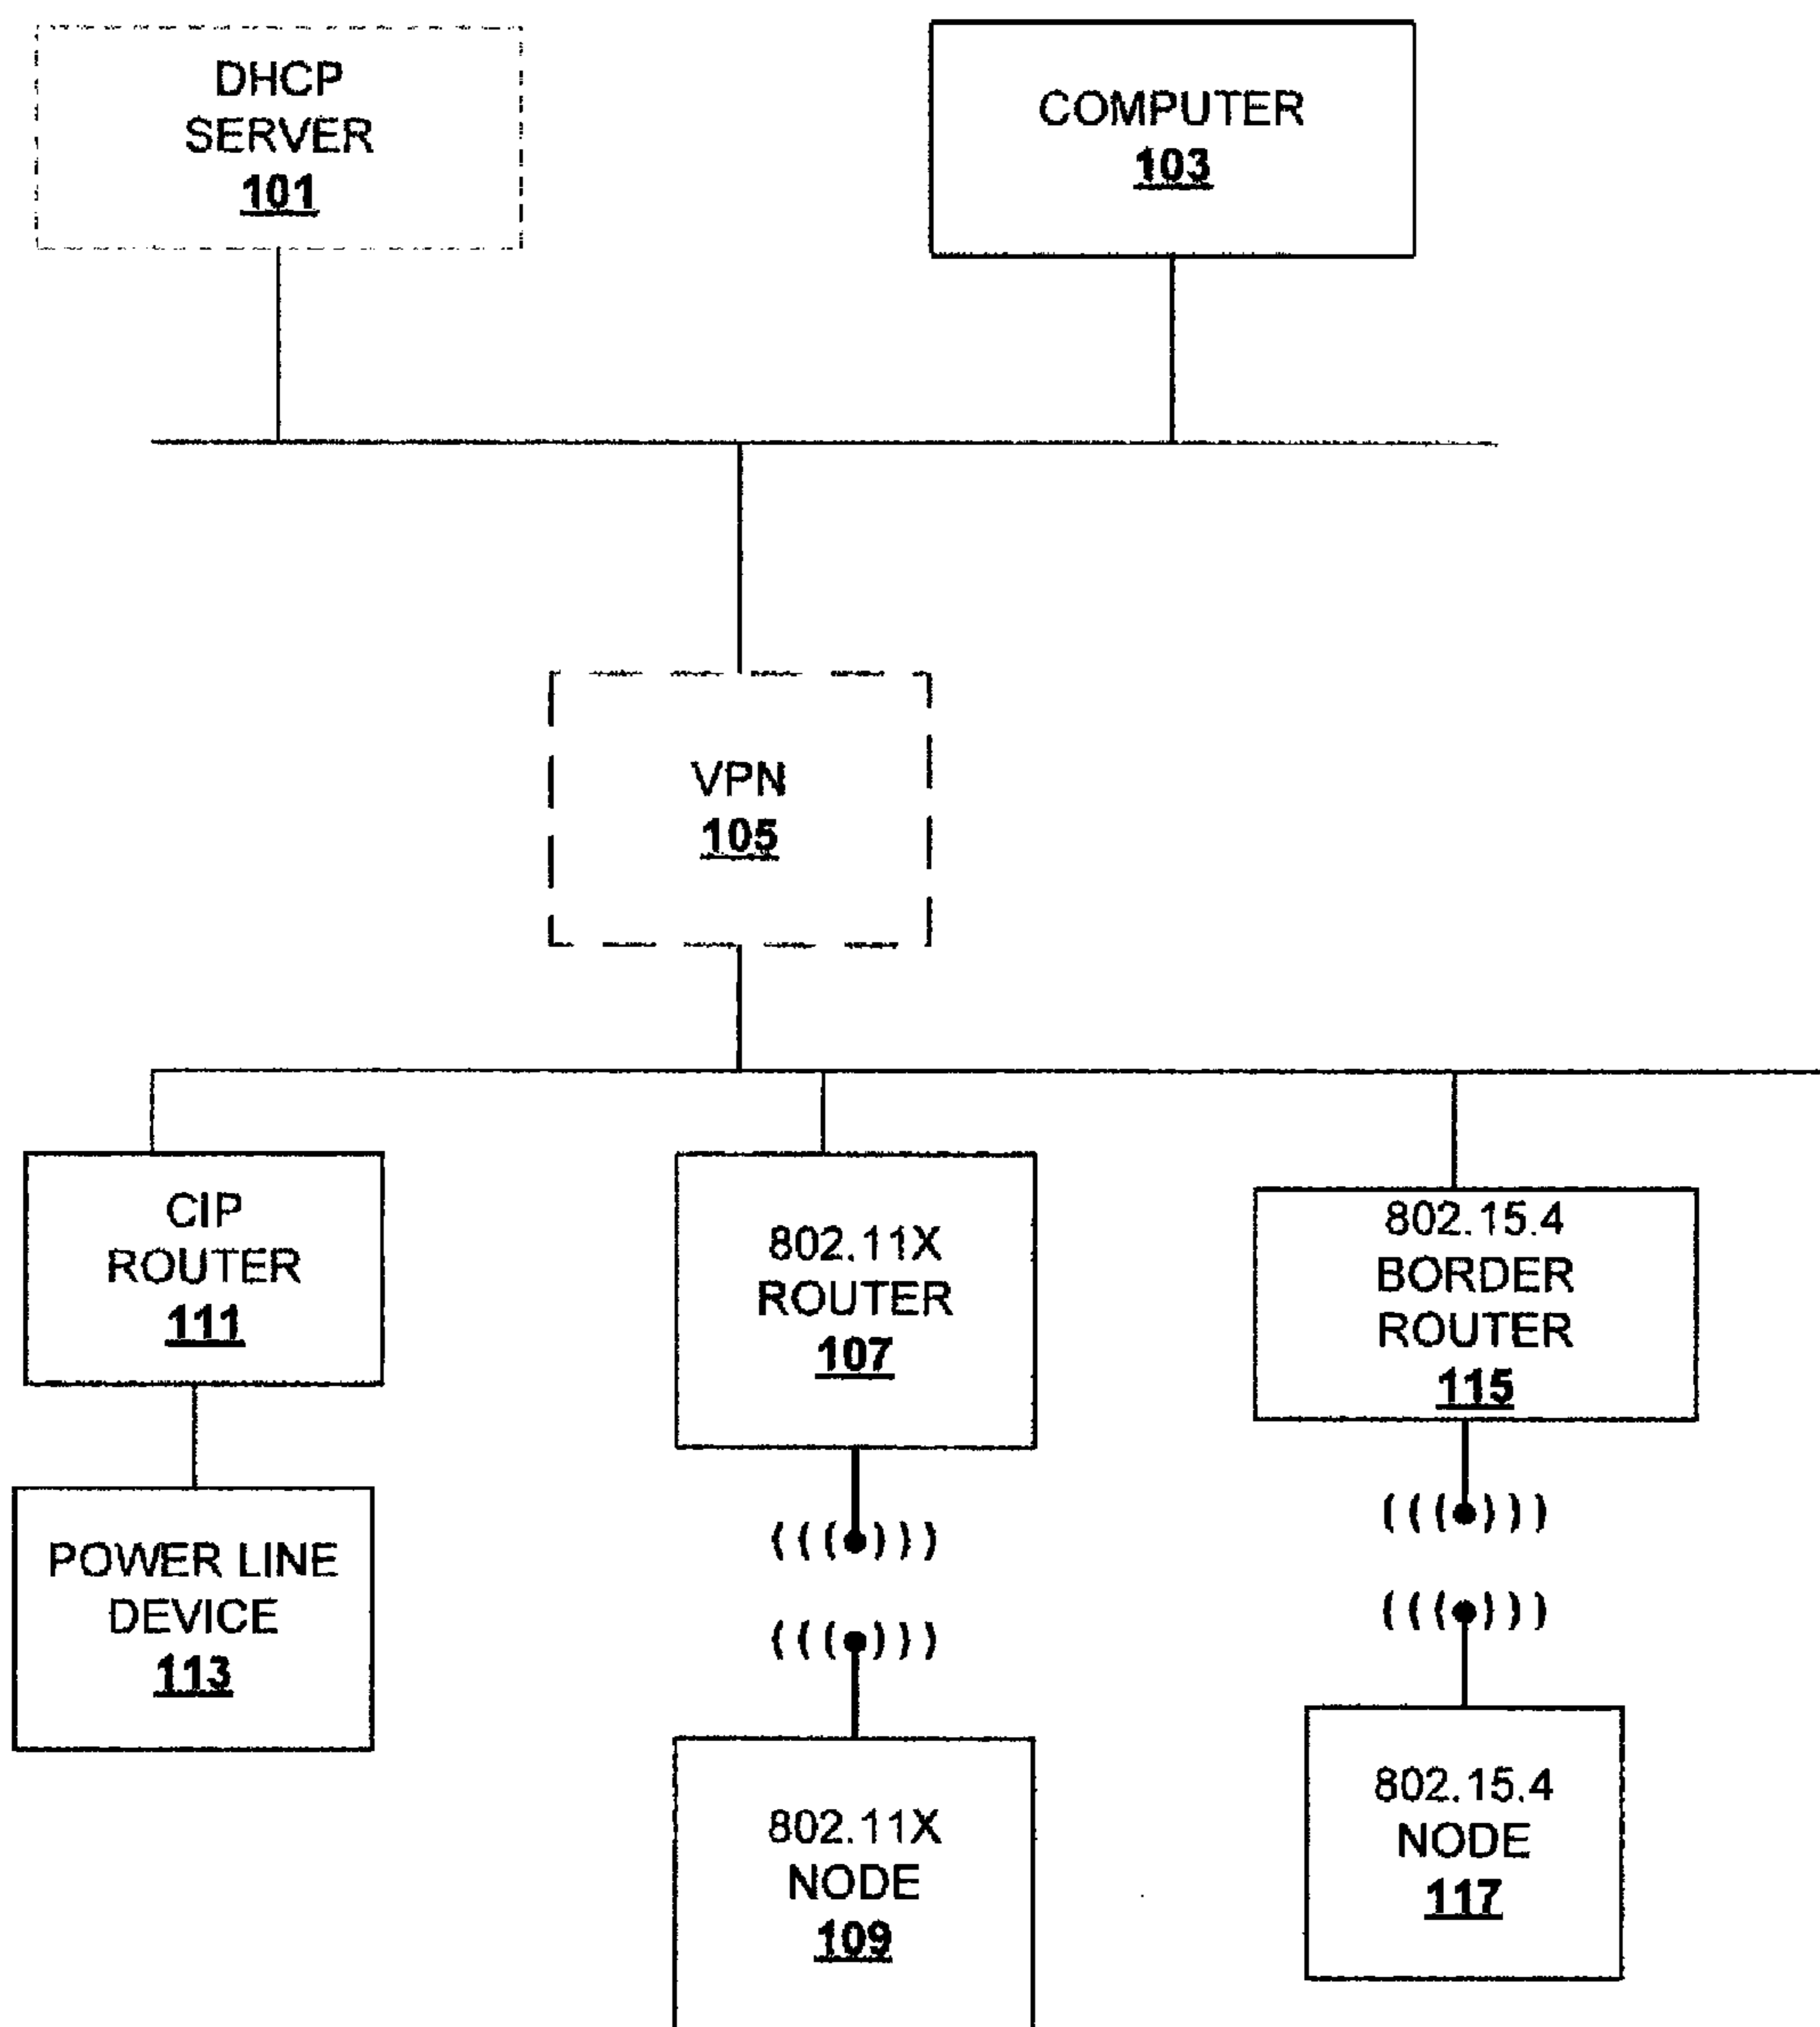 DHCP
SERVER
101
COMPUTER
103
VPN
105
CIP
ROUTER
111
802.11X
ROUTER
107
802.15.4
BORDER
ROUTER
115
POWER LINE
DEVICE
113
802.11X
NODE
109
802.15.4
NODE
117